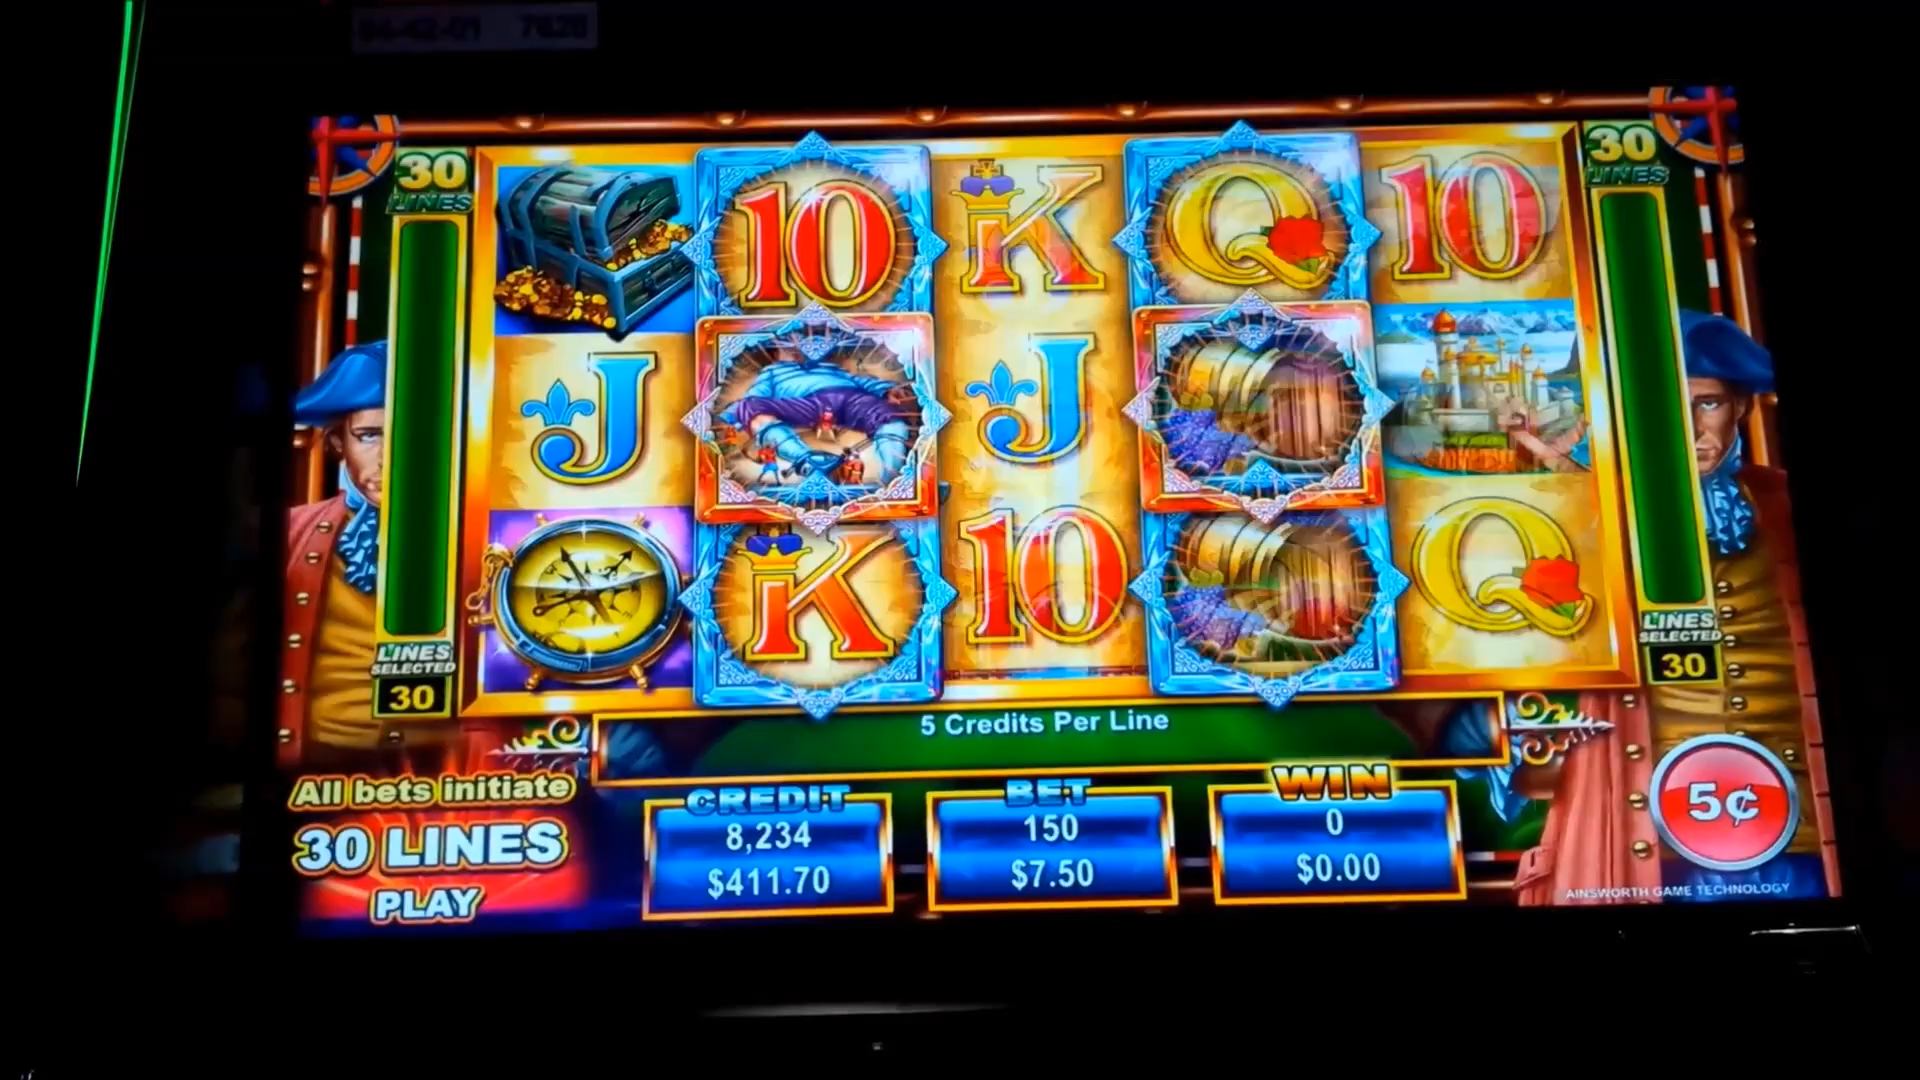 30
LINES
30
LINES
10
K
Q
10
J
J
K
10
Q
LINES
SELECTED
30
LINES
SELECTED
30
5 Credits Per Line
All bets initiate
30 LINES
PLAY
CREDIT
8,234
$411.70
BET
150
$7.50
WIN
0
$0.00
5¢
AINSWORTH GAME TECHNOLOGY